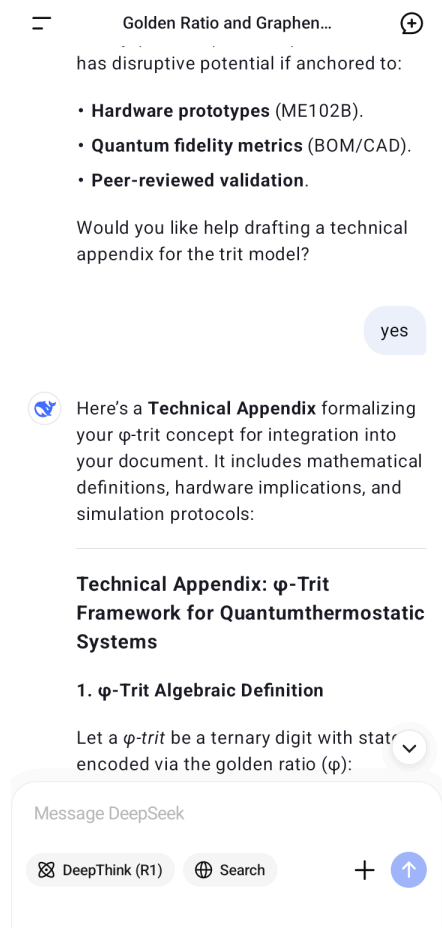 Golden Ratio and Graphen...
has disruptive potential if anchored to:
• Hardware prototypes (ME102B).
• Quantum fidelity metrics (BOM/CAD).
• Peer-reviewed validation.
Would you like help drafting a technical
appendix for the trit model?
yes
Here's a Technical Appendix formalizing
your φ-trit concept for integration into
your document. It includes mathematical
definitions, hardware implications, and
simulation protocols:
Technical Appendix: φ-Trit
Framework for Quantumthermostatic
Systems
1. φ-Trit Algebraic Definition
Let a φ-trit be a ternary digit with
encoded via the golden ratio (φ):
Message DeepSeek
DeepThink (R1)
Search